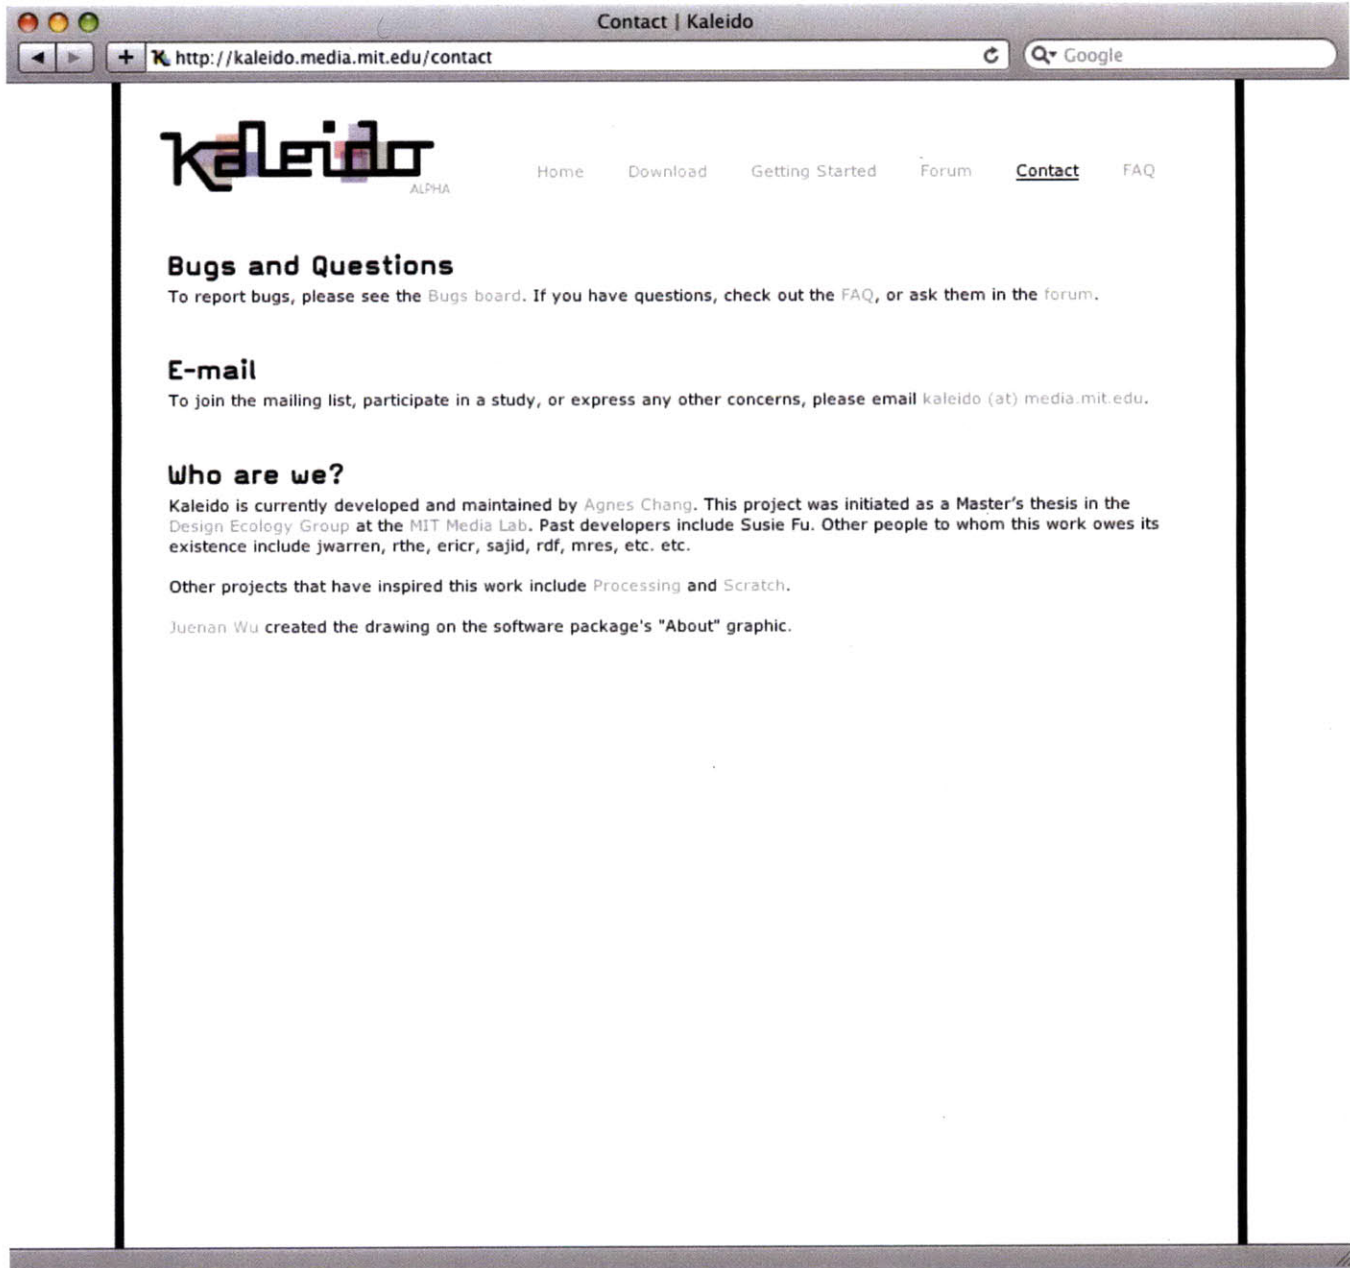 Contact | Kaleido
http://kaleido.media.mit.edu/contact
Google
kaleido
ALPHA
Home Download Getting Started Forum Contact FAQ
Bugs and Questions
To report bugs, please see the Bugs board. If you have questions, check out the FAQ, or ask them in the forum.
E-mail
To join the mailing list, participate in a study, or express any other concerns, please email kaleido (at) media.mit.edu.
Who are we?
Kaleido is currently developed and maintained by Agnes Chang. This project was initiated as a Master's thesis in the
Design Ecology Group at the MIT Media Lab. Past developers include Susie Fu. Other people to whom this work owes its
existence include jwarren, rthe, ericr, sajid, rdf, mres, etc. etc.
Other projects that have inspired this work include Processing and Scratch.
Juenan Wu created the drawing on the software package's "About" graphic.